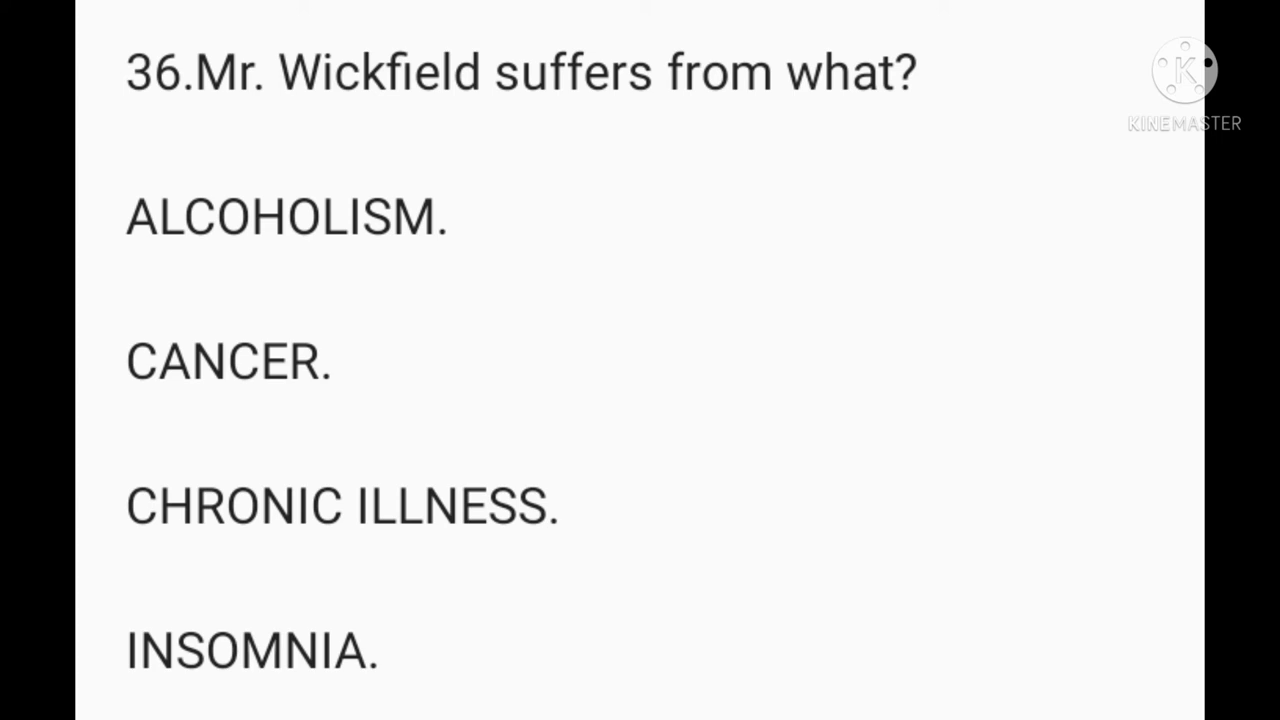 36.Mr. Wickfield suffers from what?
K
KINEMASTER
ALCOHOLISM.
CANCER.
CHRONIC ILLNESS.
INSOMNIA.